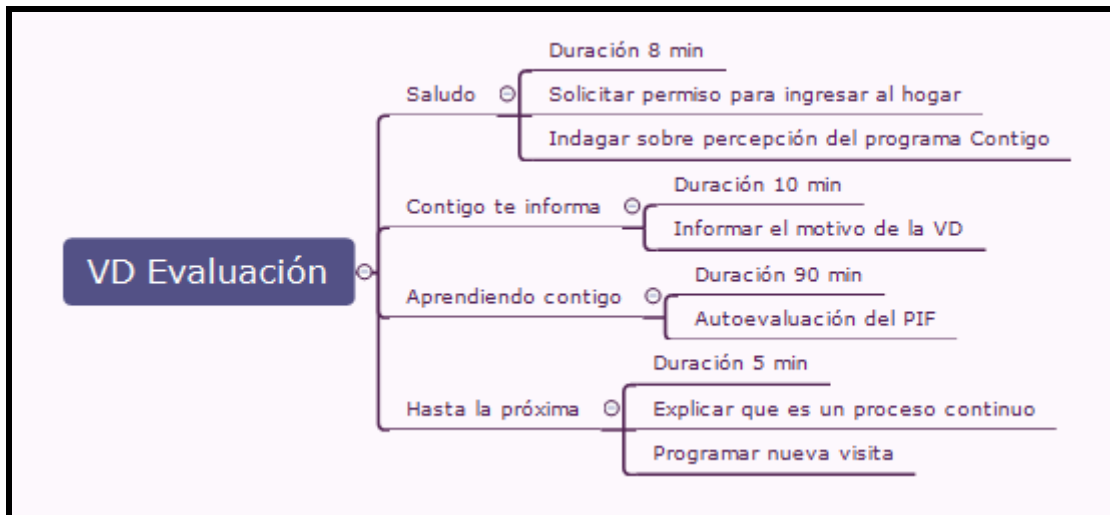 VD Evaluación
Saludo
Duración 8 min
Solicitar permiso para ingresar al hogar
Indagar sobre percepción del programa Contigo
Contigo te informa
Duración 10 min
Informar el motivo de la VD
Aprendiendo contigo
Duración 90 min
Autoevaluación del PIF
Hasta la próxima
Duración 5 min
Explicar que es un proceso continuo
Programar nueva visita